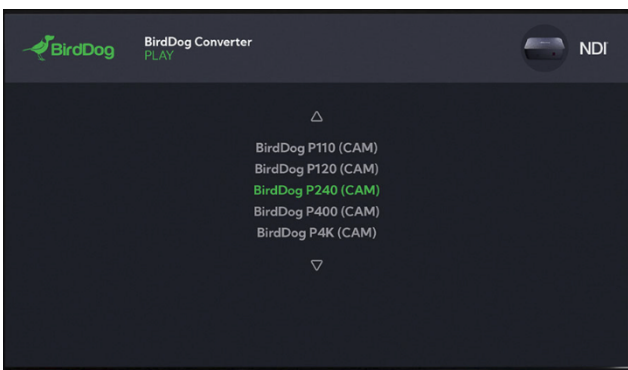 BirdDog
BirdDog Converter
PLAY
NDI
BirdDog P110 (CAM)
BirdDog P120 (CAM)
BirdDog P240 (CAM)
BirdDog P400 (CAM)
BirdDog P4K (CAM)